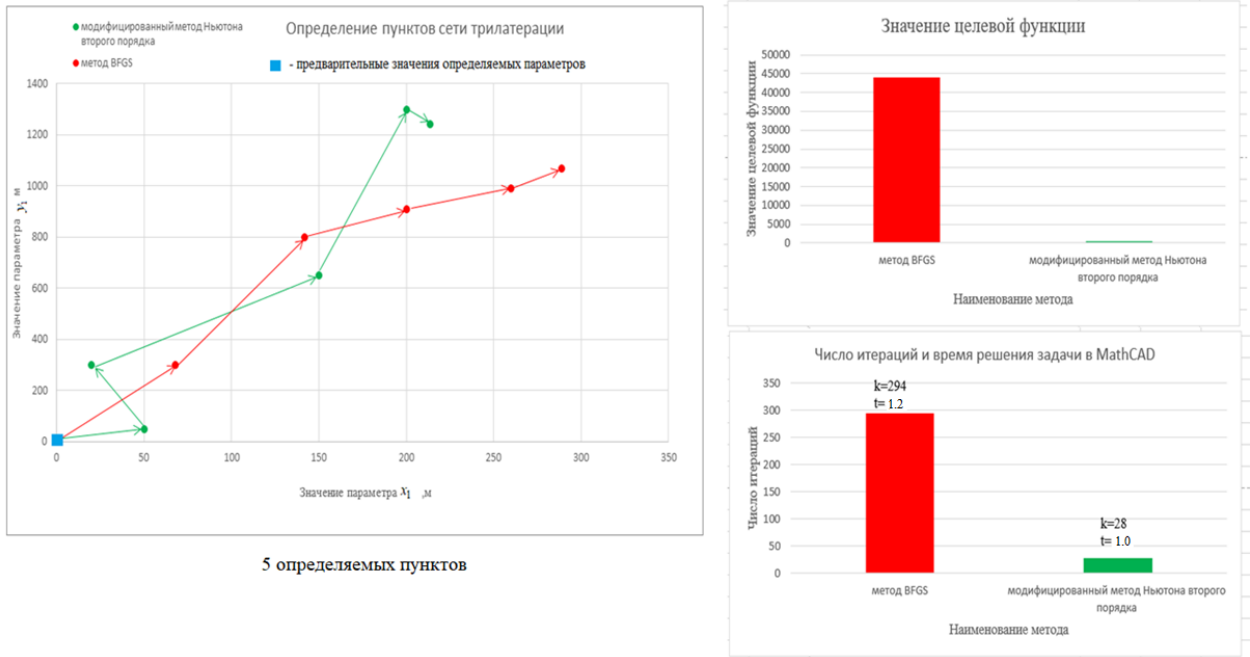 модифицированный метод Ньютона
второго порядка
метод BFGS
Определение пунктов сети трилатерации
- предварительные значения определяемых параметров
Значение параметра y₁ м
1400
1200
1000
800
600
400
200
0
0 50 100 150 200 250 300 350
Значение параметра x₁ ,м
5 определяемых пунктов
Значение целевой функции
Значение целевой функции
50000
45000
40000
35000
30000
25000
20000
15000
10000
5000
0
метод BFGS
модифицированный метод Ньютона
второго порядка
Наименование метода
Число итераций и время решения задачи в MathCAD
Число итераций
350
300
250
200
150
100
50
0
k=294
t= 1.2
k=28
t= 1.0
метод BFGS
модифицированный метод Ньютона второго
порядка
Наименование метода